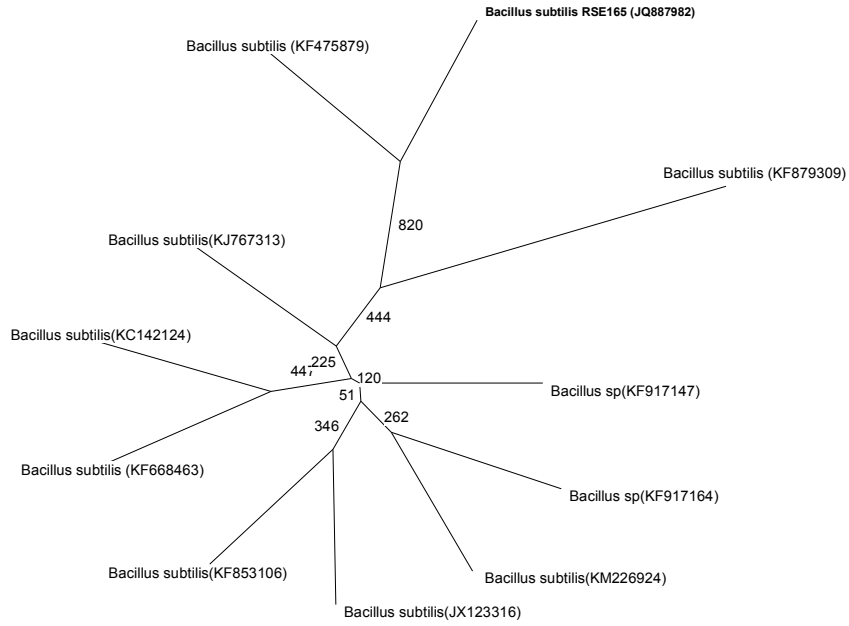 Bacillus subtilis RSE165 (JQ887982)
Bacillus subtilis (KF475879)
Bacillus subtilis (KF879309)
820
Bacillus subtilis(KJ767313)
444
Bacillus subtilis(KC142124)
225
447
120
Bacillus sp(KF917147)
51
262
346
Bacillus subtilis (KF668463)
Bacillus sp(KF917164)
Bacillus subtilis(KF853106)
Bacillus subtilis(KM226924)
Bacillus subtilis(JX123316)